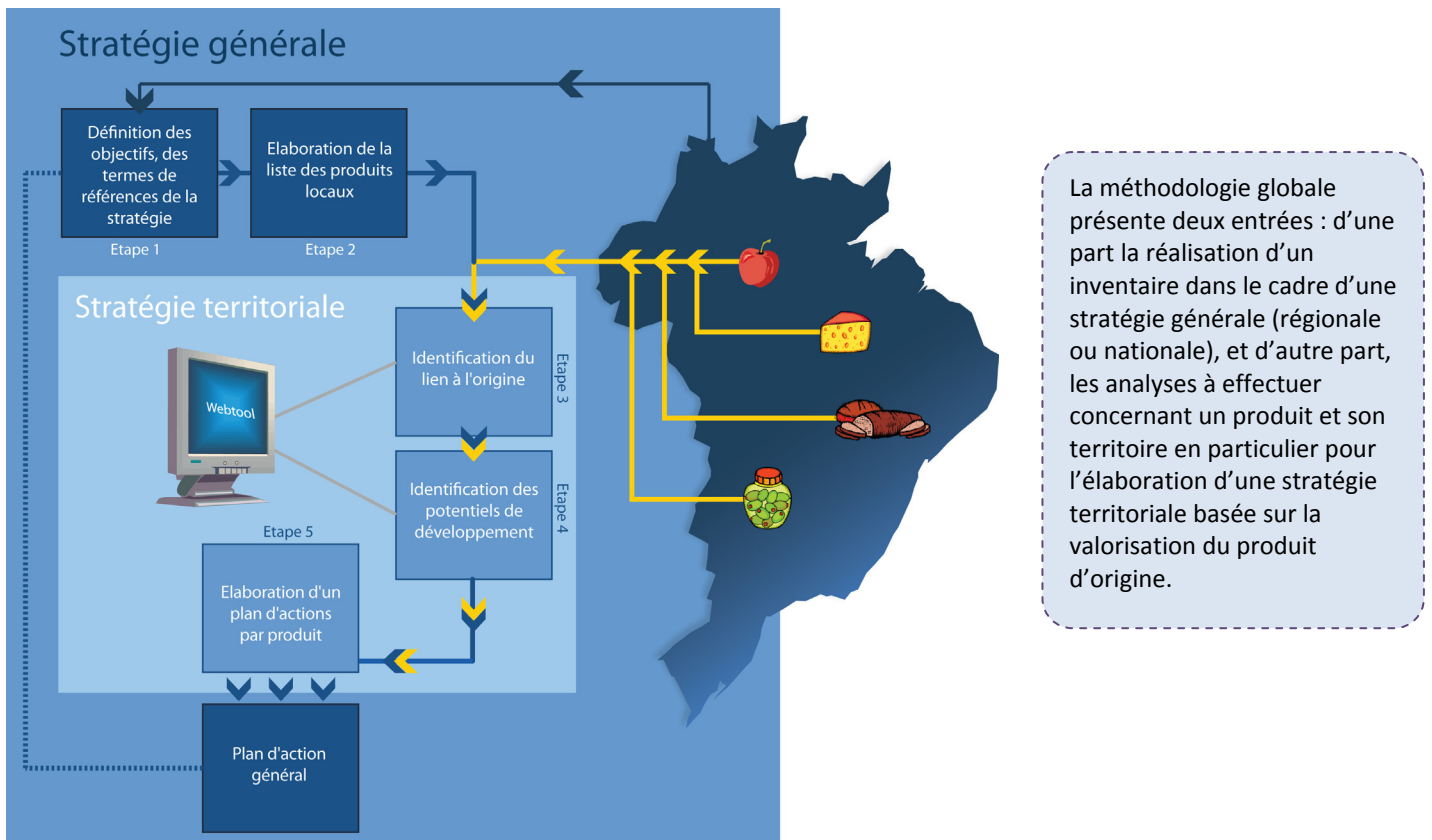 Stratégie générale
Définition des
objectifs, des
termes de
références de la
stratégie
Etape 1
Elaboration de la
liste des produits
locaux
Etape 2
Stratégie territoriale
Webtool
Identification du
lien à l'origine
Etape 3
Identification des
potentiels de
développement
Etape 4
Etape 5
Elaboration d'un
plan d'actions
par produit
Plan d'action
général
La méthodologie globale
présente deux entrées : d’une
part la réalisation d’un
inventaire dans le cadre d’une
stratégie générale (régionale
ou nationale), et d’autre part,
les analyses à effectuer
concernant un produit et son
territoire en particulier pour
l’élaboration d’une stratégie
territoriale basée sur la
valorisation du produit
d’origine.